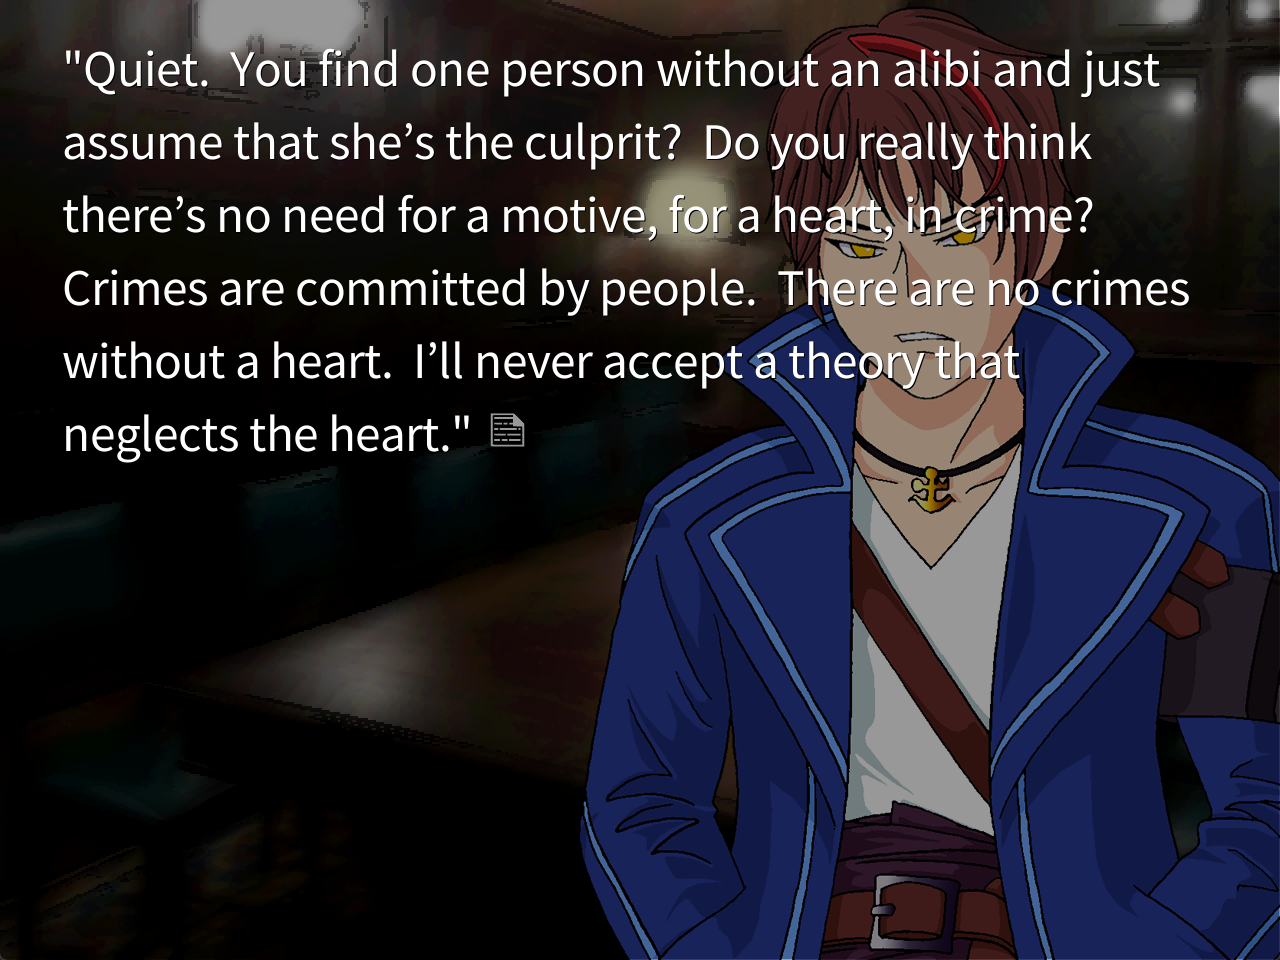 "Quiet.  You find one person without an alibi and just
assume that she’s the culprit?  Do you really think
there’s no need for a motive, for a heart, in crime?
Crimes are committed by people.  There are no crimes
without a heart.  I’ll never accept a theory that
neglects the heart."